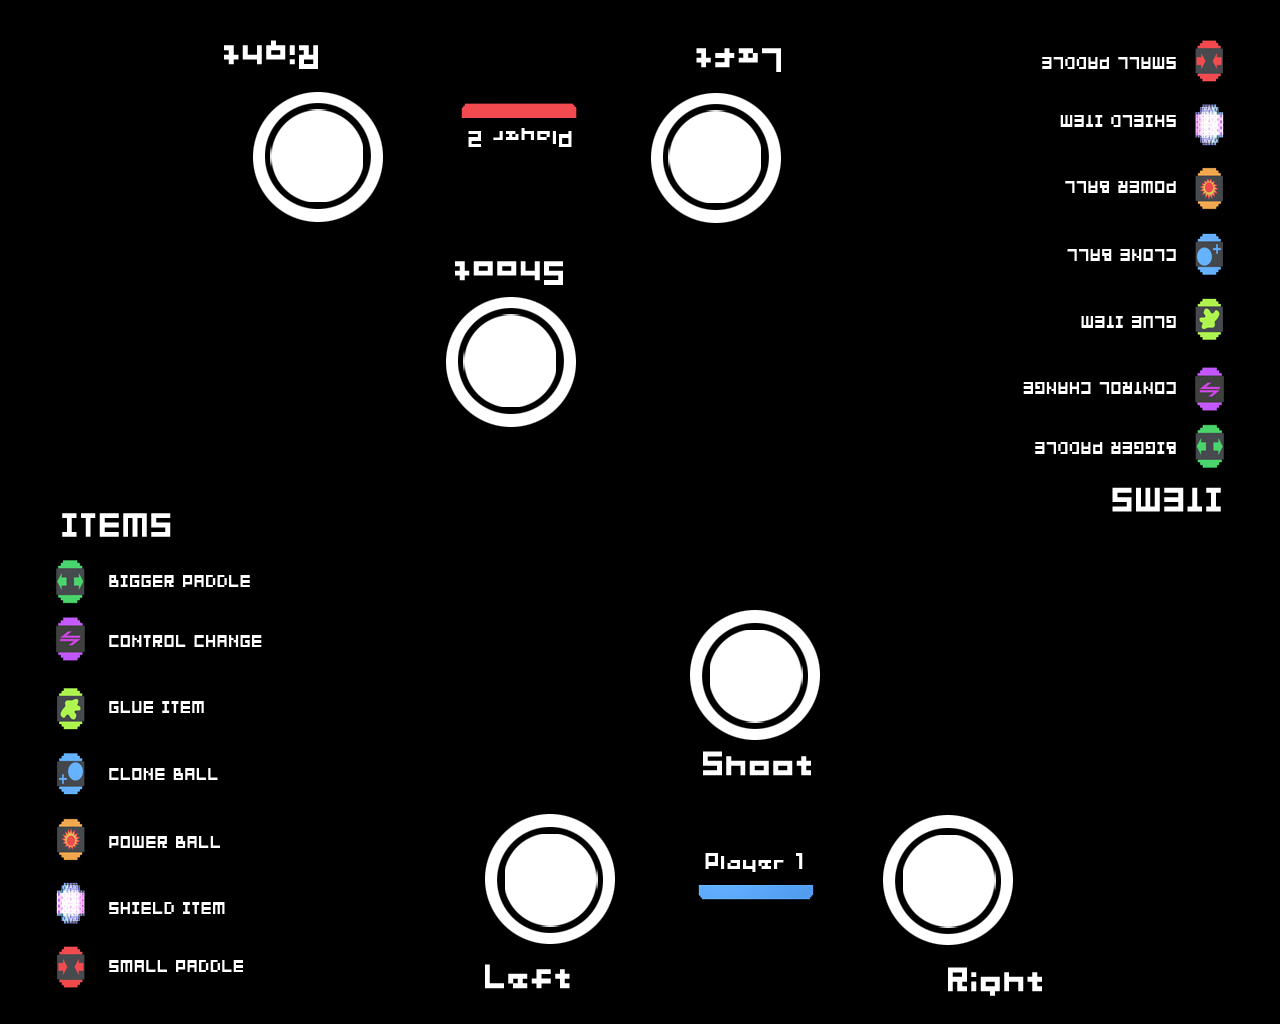 Right
Left
Player 2
Shoot
SMALL PADDLE
SHIELD ITEM
POWER BALL
CLONE BALL
GLUE ITEM
CONTROL CHANGE
BIGGER PADDLE
ITEMS
ITEMS
BIGGER PADDLE
CONTROL CHANGE
GLUE ITEM
CLONE BALL
POWER BALL
SHIELD ITEM
SMALL PADDLE
Shoot
Player 1
Left
Right